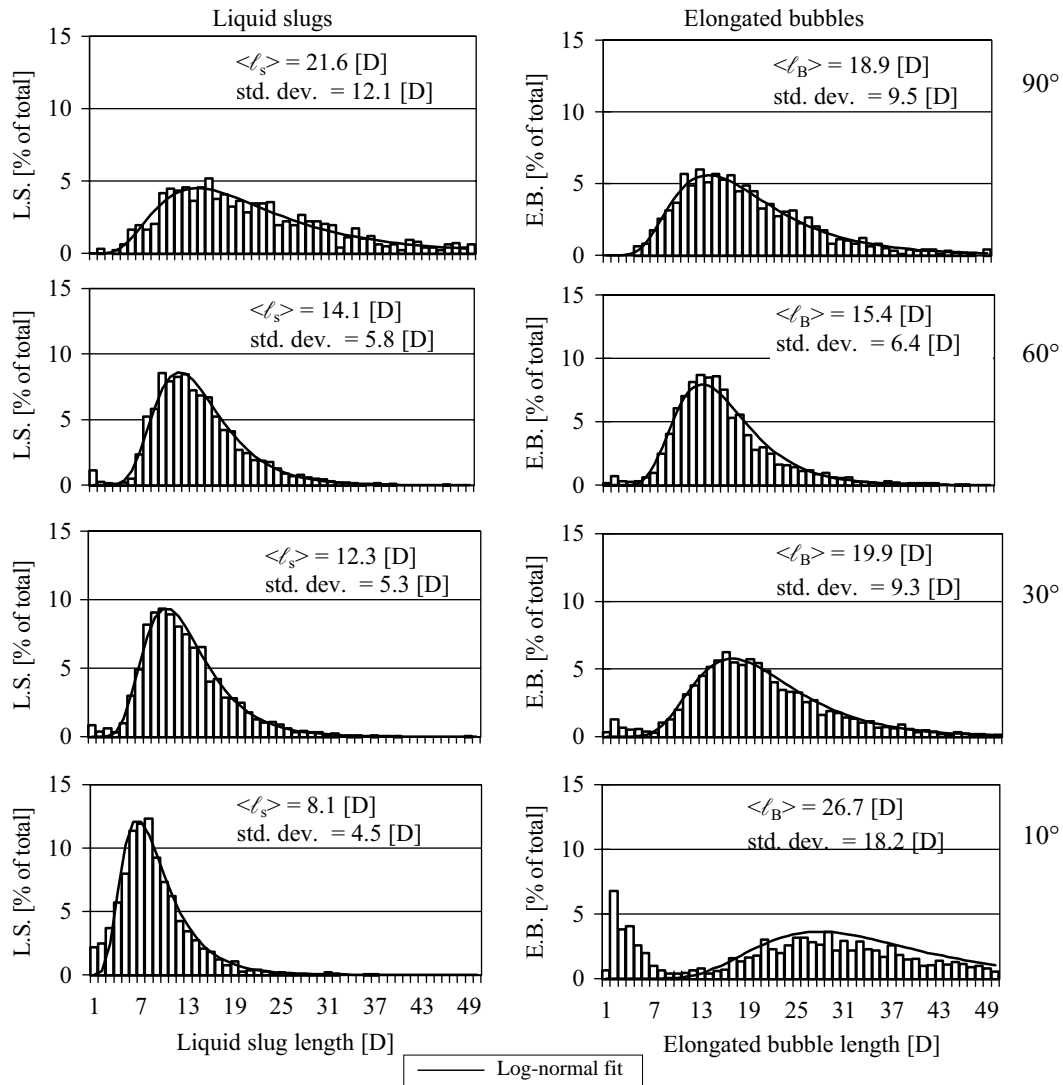 Liquid slugs
Elongated bubbles
15
10
5
0
L.S. [% of total]
<ℓs> = 21.6 [D]
std. dev. = 12.1 [D]
15
10
5
0
E.B. [% of total]
<ℓB> = 18.9 [D]
std. dev. = 9.5 [D]
90°
15
10
5
0
L.S. [% of total]
<ℓs> = 14.1 [D]
std. dev. = 5.8 [D]
15
10
5
0
E.B. [% of total]
<ℓB> = 15.4 [D]
std. dev. = 6.4 [D]
60°
15
10
5
0
L.S. [% of total]
<ℓs> = 12.3 [D]
std. dev. = 5.3 [D]
15
10
5
0
E.B. [% of total]
<ℓB> = 19.9 [D]
std. dev. = 9.3 [D]
30°
15
10
5
0
L.S. [% of total]
<ℓs> = 8.1 [D]
std. dev. = 4.5 [D]
1 7 13 19 25 31 37 43 49
Liquid slug length [D]
15
10
5
0
E.B. [% of total]
<ℓB> = 26.7 [D]
std. dev. = 18.2 [D]
10°
1 7 13 19 25 31 37 43 49
Elongated bubble length [D]
Log-normal fit